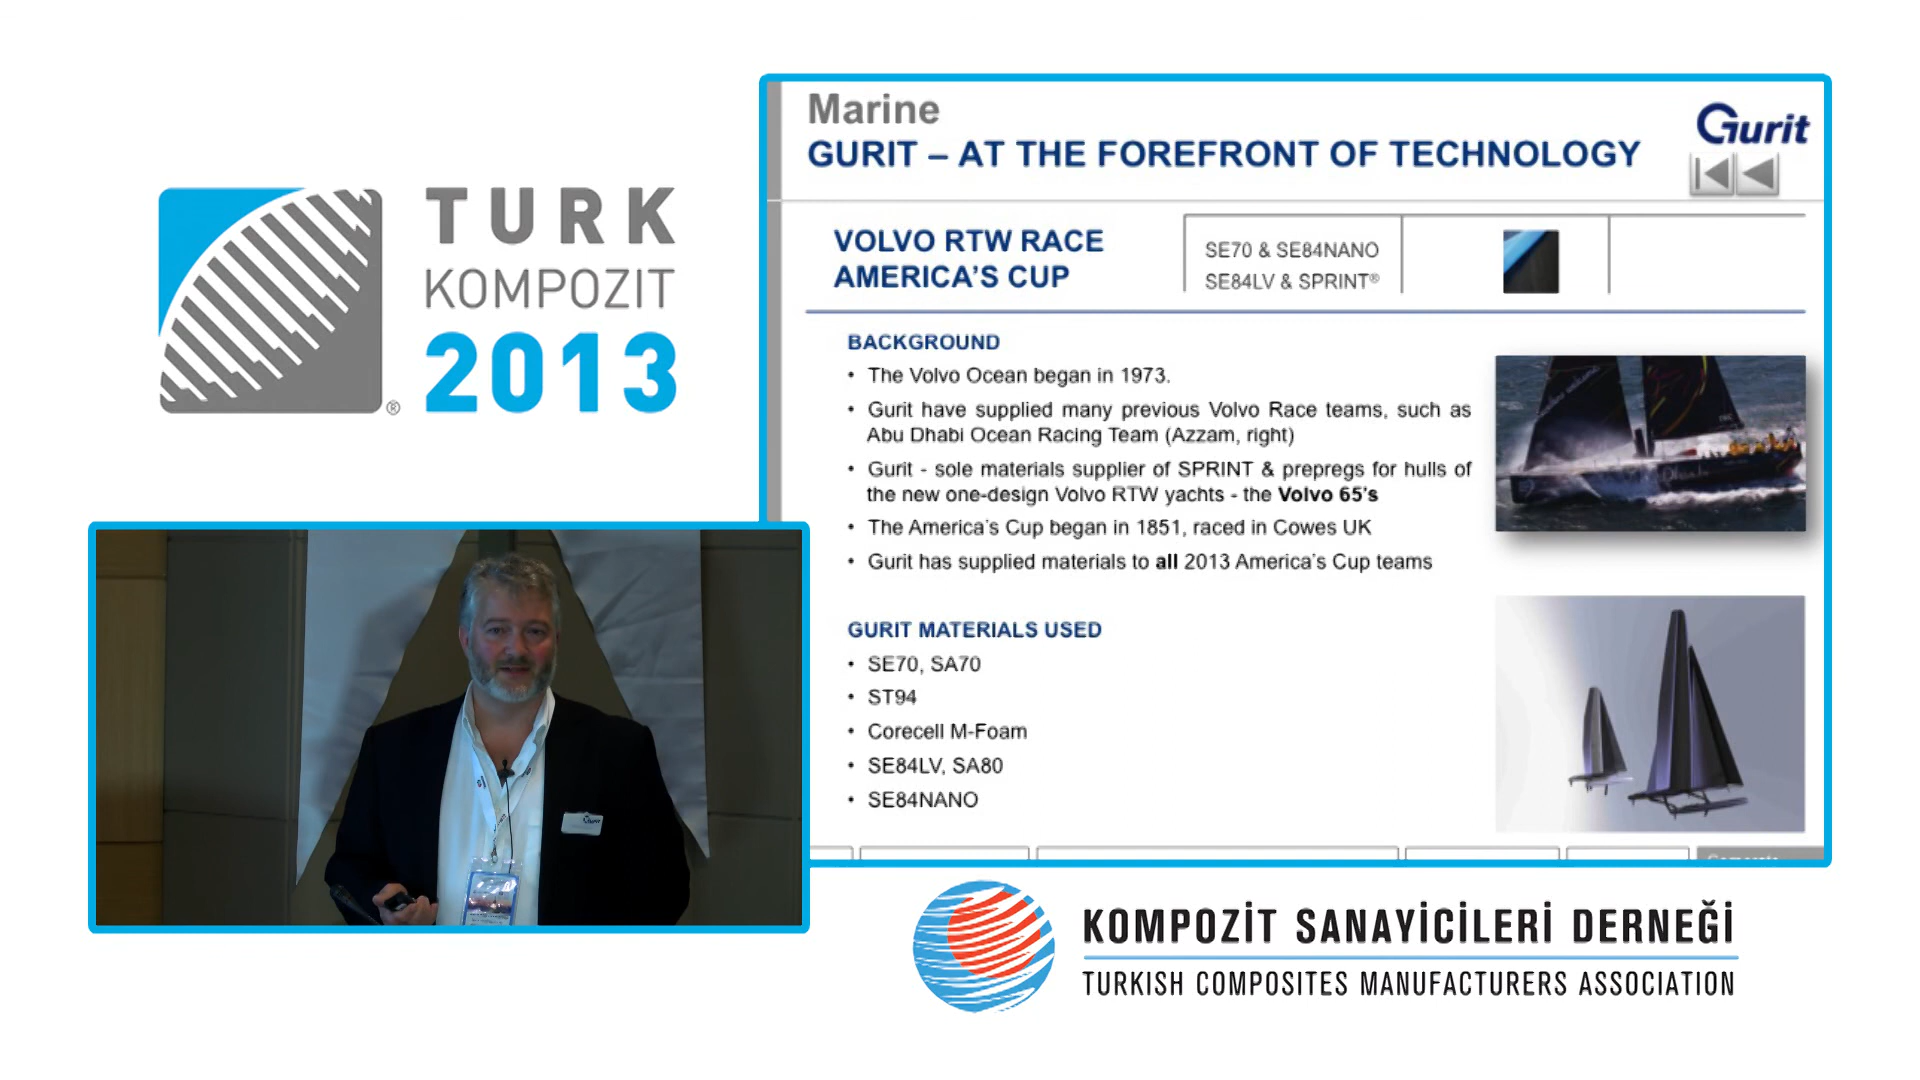 TURK
KOMPOZIT
2013
®
Marine
GURIT – AT THE FOREFRONT OF TECHNOLOGY
Gurit
VOLVO RTW RACE
AMERICA'S CUP
SE70 & SE84NANO
SE84LV & SPRINT®
BACKGROUND
• The Volvo Ocean began in 1973.
• Gurit have supplied many previous Volvo Race teams, such as
Abu Dhabi Ocean Racing Team (Azzam, right)
• Gurit - sole materials supplier of SPRINT & prepregs for hulls of
the new one-design Volvo RTW yachts - the Volvo 65's
• The America's Cup began in 1851, raced in Cowes UK
• Gurit has supplied materials to all 2013 America's Cup teams
GURIT MATERIALS USED
• SE70, SA70
• ST94
• Corecell M-Foam
• SE84LV, SA80
• SE84NANO
Gurit
KOMPOZİT SANAYİCİLERİ DERNEĞİ
TURKISH COMPOSITES MANUFACTURERS ASSOCIATION